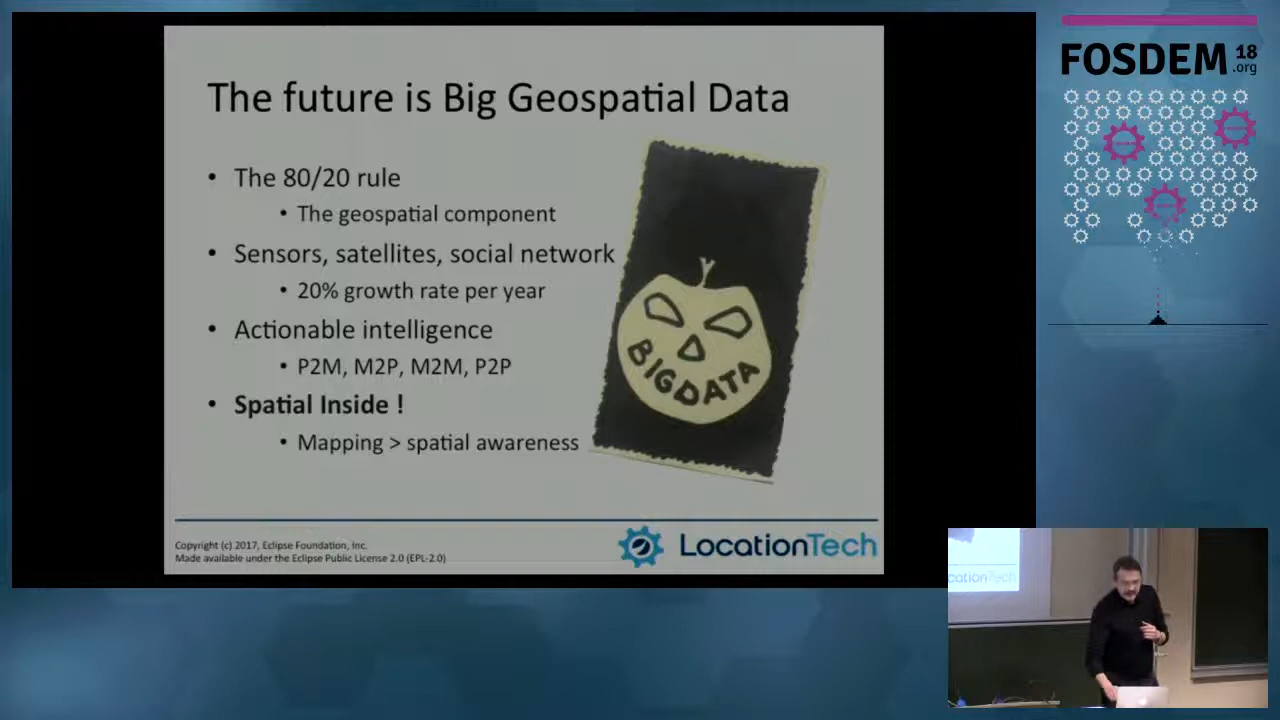 The future is Big Geospatial Data
• The 80/20 rule
• The geospatial component
• Sensors, satellites, social network
• 20% growth rate per year
• Actionable intelligence
• P2M, M2P, M2M, P2P
• Spatial Inside !
• Mapping > spatial awareness
BIGDATA
Copyright (c) 2017, Eclipse Foundation, Inc.
Made available under the Eclipse Public License 2.0 (EPL-2.0)
LocationTech
FOSDEM 18
.org
cationTech